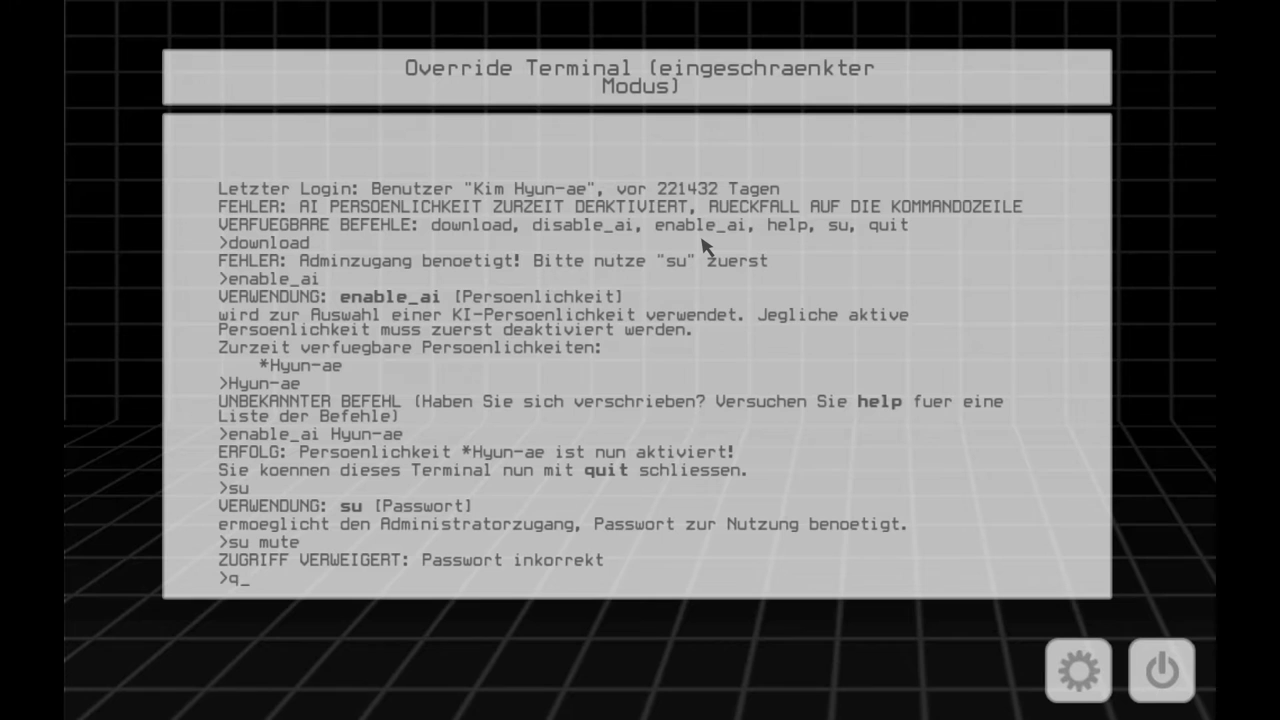 Override Terminal (eingeschraenkter
Modus)
Letzter Login: Benutzer "Kim Hyun-ae", vor 221432 Tagen
FEHLER: AI PERSOENLICHKEIT ZURZEIT DEAKTIVIERT, RUECKFALL AUF DIE KOMMANDOZEILE
VERFUEGBARE BEFEHLE: download, disable_ai, enable_ai, help, su, quit
>download
FEHLER: Adminzugang benoetigt! Bitte nutze "su" zuerst
>enable_ai
VERWENDUNG: enable_ai [Persoenlichkeit]
wird zur Auswahl einer KI-Persoenlichkeit verwendet. Jegliche aktive
Persoenlichkeit muss zuerst deaktiviert werden.
Zurzeit verfuegbare Persoenlichkeiten:
*Hyun-ae
>Hyun-ae
UNBEKANNTER BEFEHL (Haben Sie sich verschrieben? Versuchen Sie help fuer eine
Liste der Befehle)
>enable_ai Hyun-ae
ERFOLG: Persoenlichkeit *Hyun-ae ist nun aktiviert!
Sie koennen dieses Terminal nun mit quit schliessen.
>su
VERWENDUNG: su [Passwort]
ermoeglicht den Administratorzugang, Passwort zur Nutzung benoetigt.
>su mute
ZUGRIFF VERWEIGERT: Passwort inkorrekt
>q_